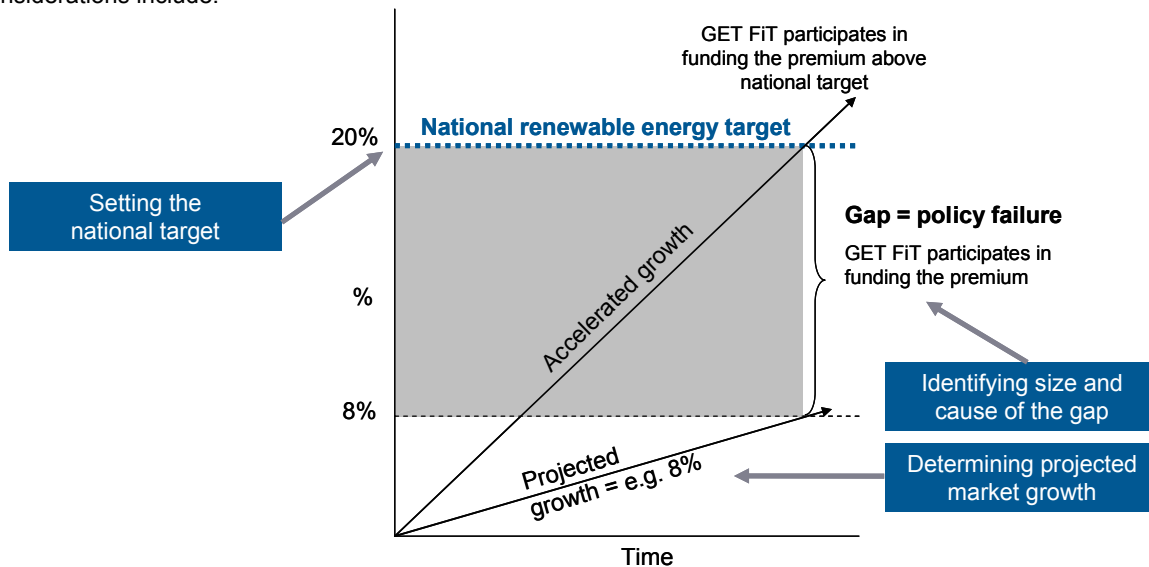 nsiderations include:
GET FiT participates in
funding the premium above
national target
20%
National renewable energy target
Setting the
national target
Gap = policy failure
GET FiT participates in
funding the premium
%
Accelerated growth
Identifying size and
cause of the gap
8%
Projected
growth = e.g. 8%
Determining projected
market growth
Time